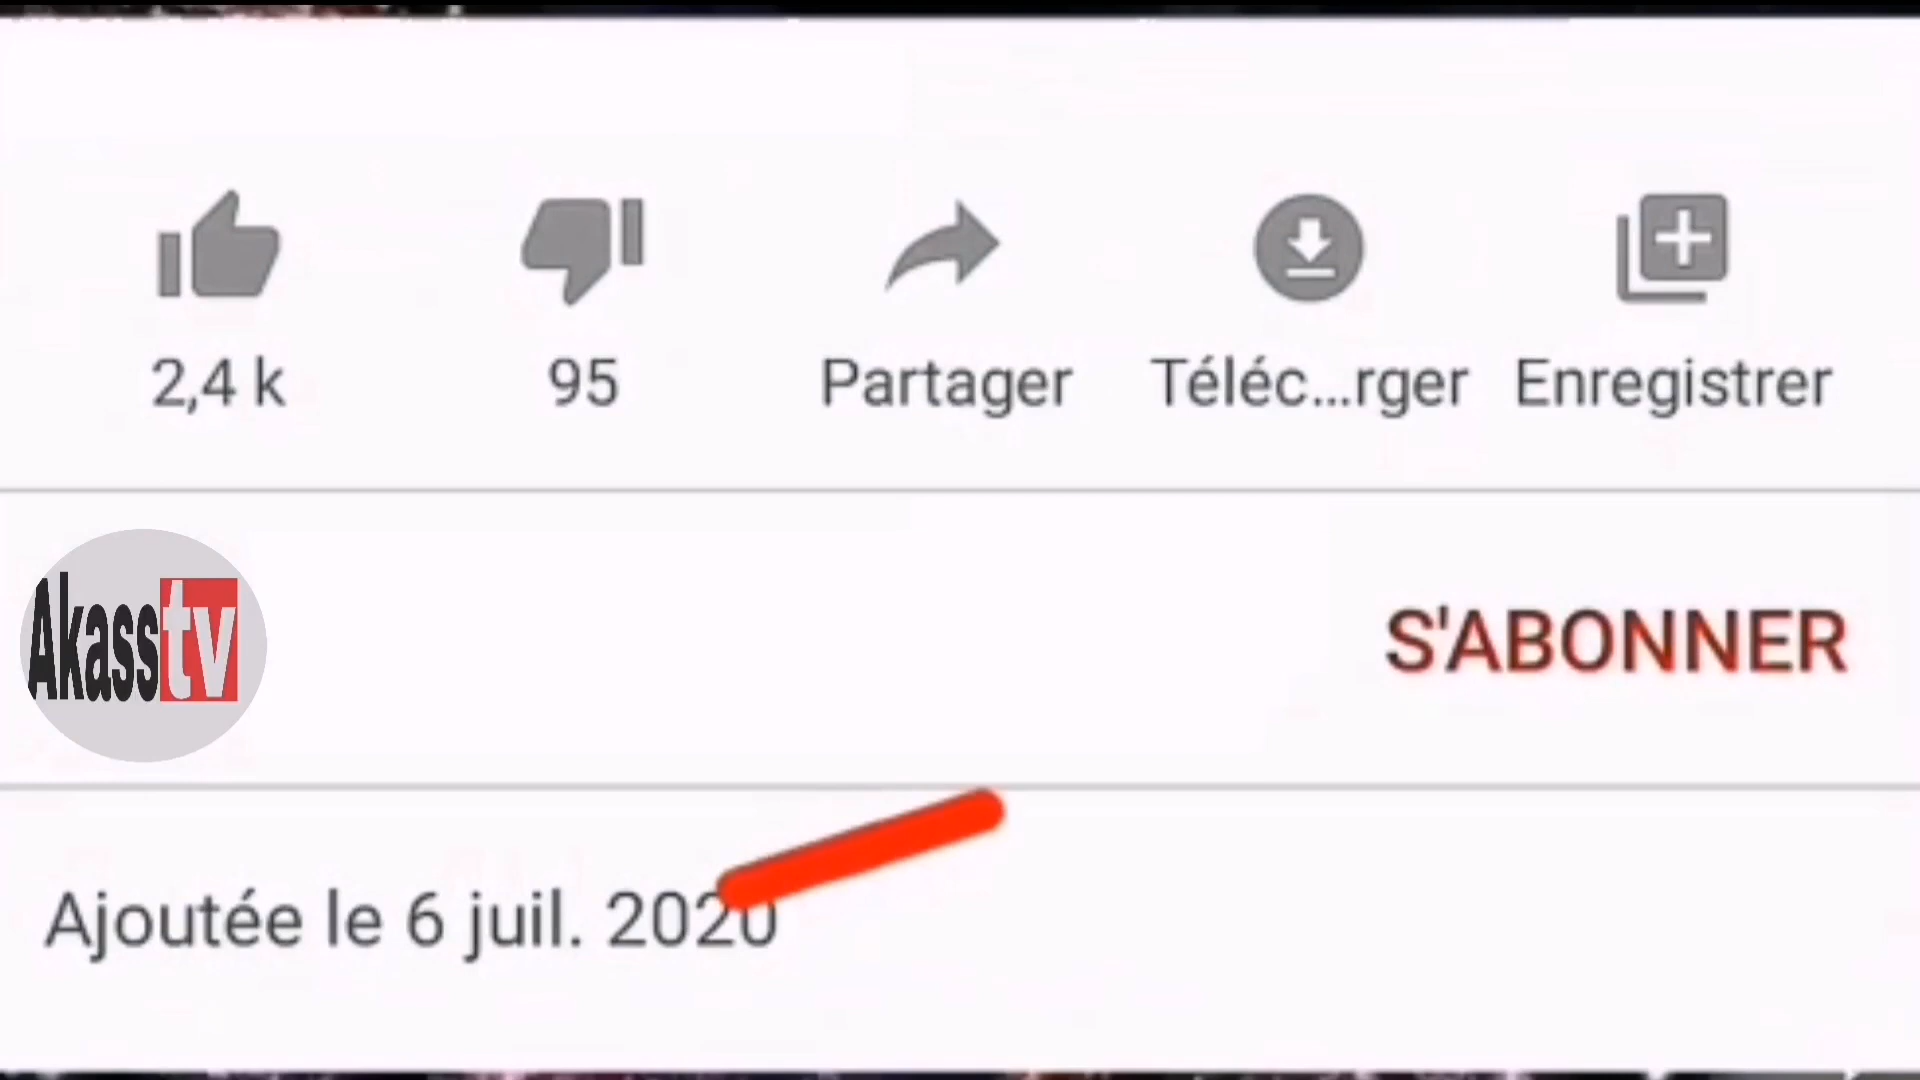 2,4 k
95
Partager
Téléc...rger
Enregistrer
Akasstv
S'ABONNER
Ajoutée le 6 juil. 2020